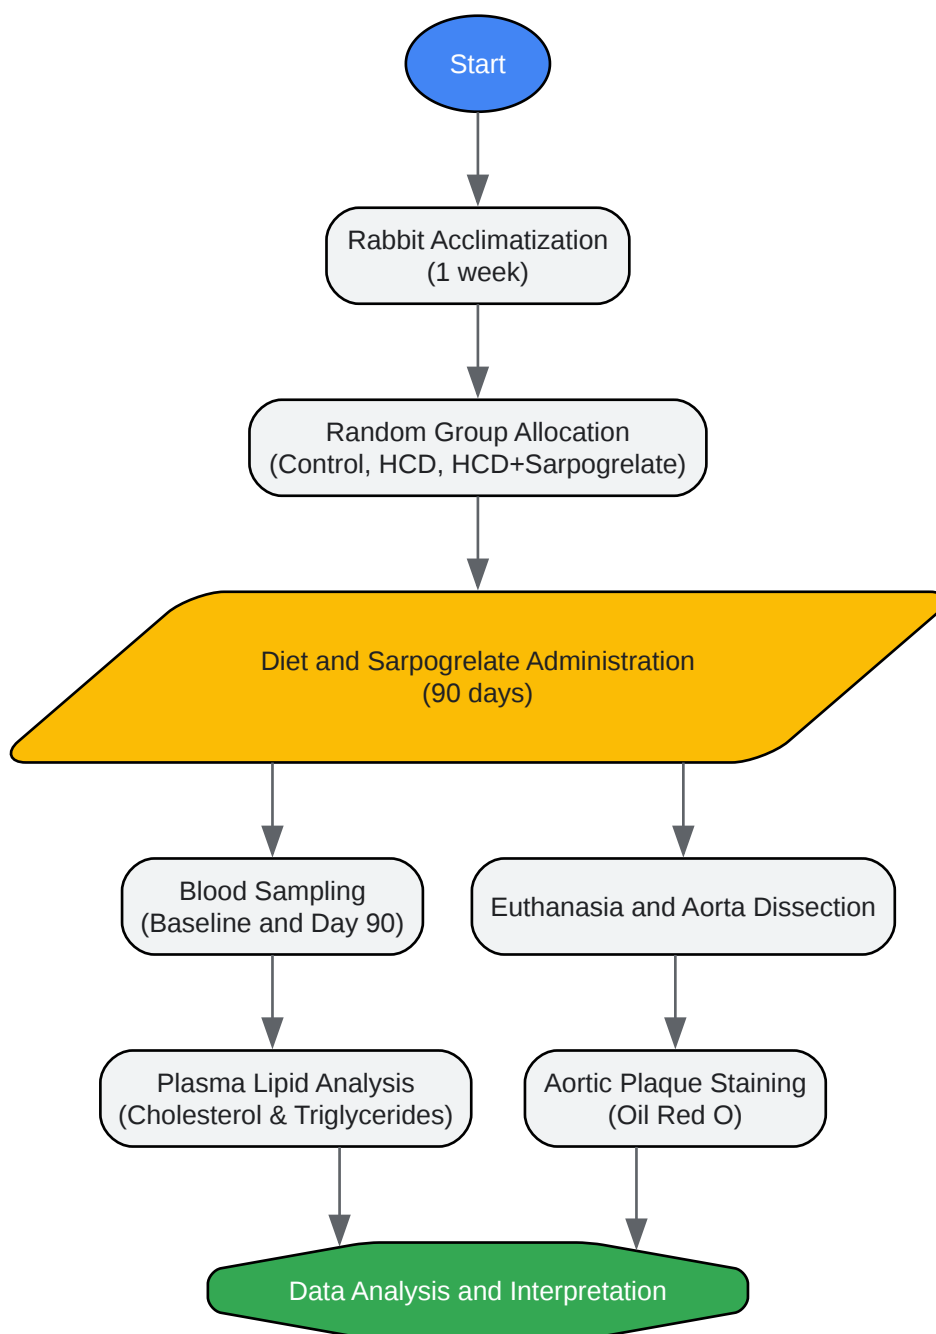 Start
Rabbit Acclimatization
(1 week)
Random Group Allocation
(Control, HCD, HCD+Sarpogrelate)
Diet and Sarpogrelate Administration
(90 days)
Blood Sampling
(Baseline and Day 90)
Euthanasia and Aorta Dissection
Plasma Lipid Analysis
(Cholesterol & Triglycerides)
Aortic Plaque Staining
(Oil Red O)
Data Analysis and Interpretation